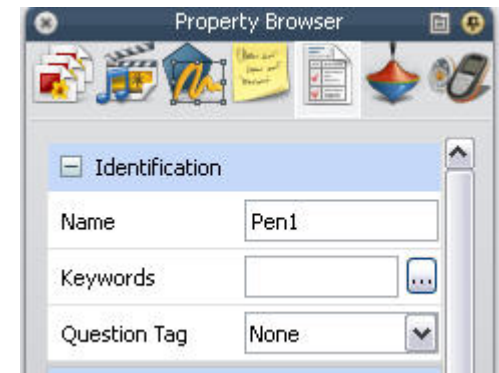 Property Browser
Identification
Name Pen1
Keywords ...
Question Tag None